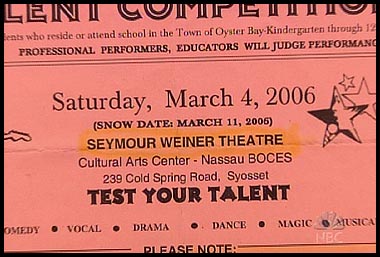 LENT COMPETITION
ents who reside or attend school in the Town of Oyster Bay-Kindergarten through 12
PROFESSIONAL PERFORMERS, EDUCATORS WILL JUDGE PERFORMANC
Saturday, March 4, 2006
(SNOW DATE: MARCH 11, 2006)
SEYMOUR WEINER THEATRE
Cultural Arts Center - Nassau BOCES
239 Cold Spring Road, Syosset
TEST YOUR TALENT
OMEDY • VOCAL • DRAMA • DANCE • MAGIC • MUSICA
NBC
PLEASE NOTE: